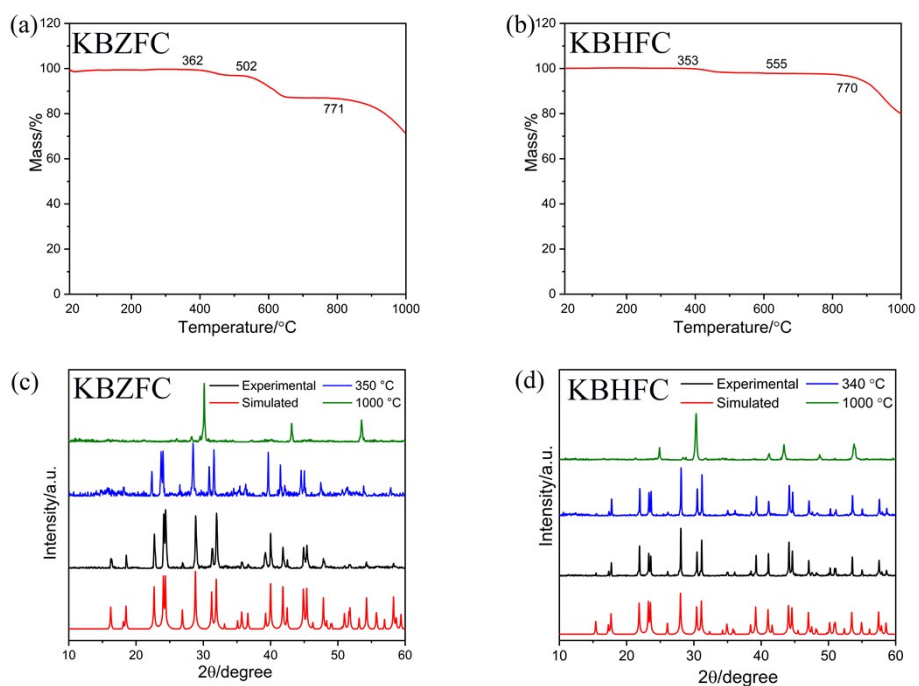 (a)
KBZFC
120
100
80
60
40
20
0
Mass/%
362
502
771
20
200
400
600
800
1000
Temperature/°C
(b)
KBHFC
120
100
80
60
40
20
0
Mass/%
353
555
770
20
200
400
600
800
1000
Temperature/°C
(c)
KBZFC
Experimental
350 °C
Simulated
1000 °C
Intensity/a.u.
10
20
30
40
50
60
2θ/degree
(d)
KBHFC
Experimental
340 °C
Simulated
1000 °C
Intensity/a.u.
10
20
30
40
50
60
2θ/degree